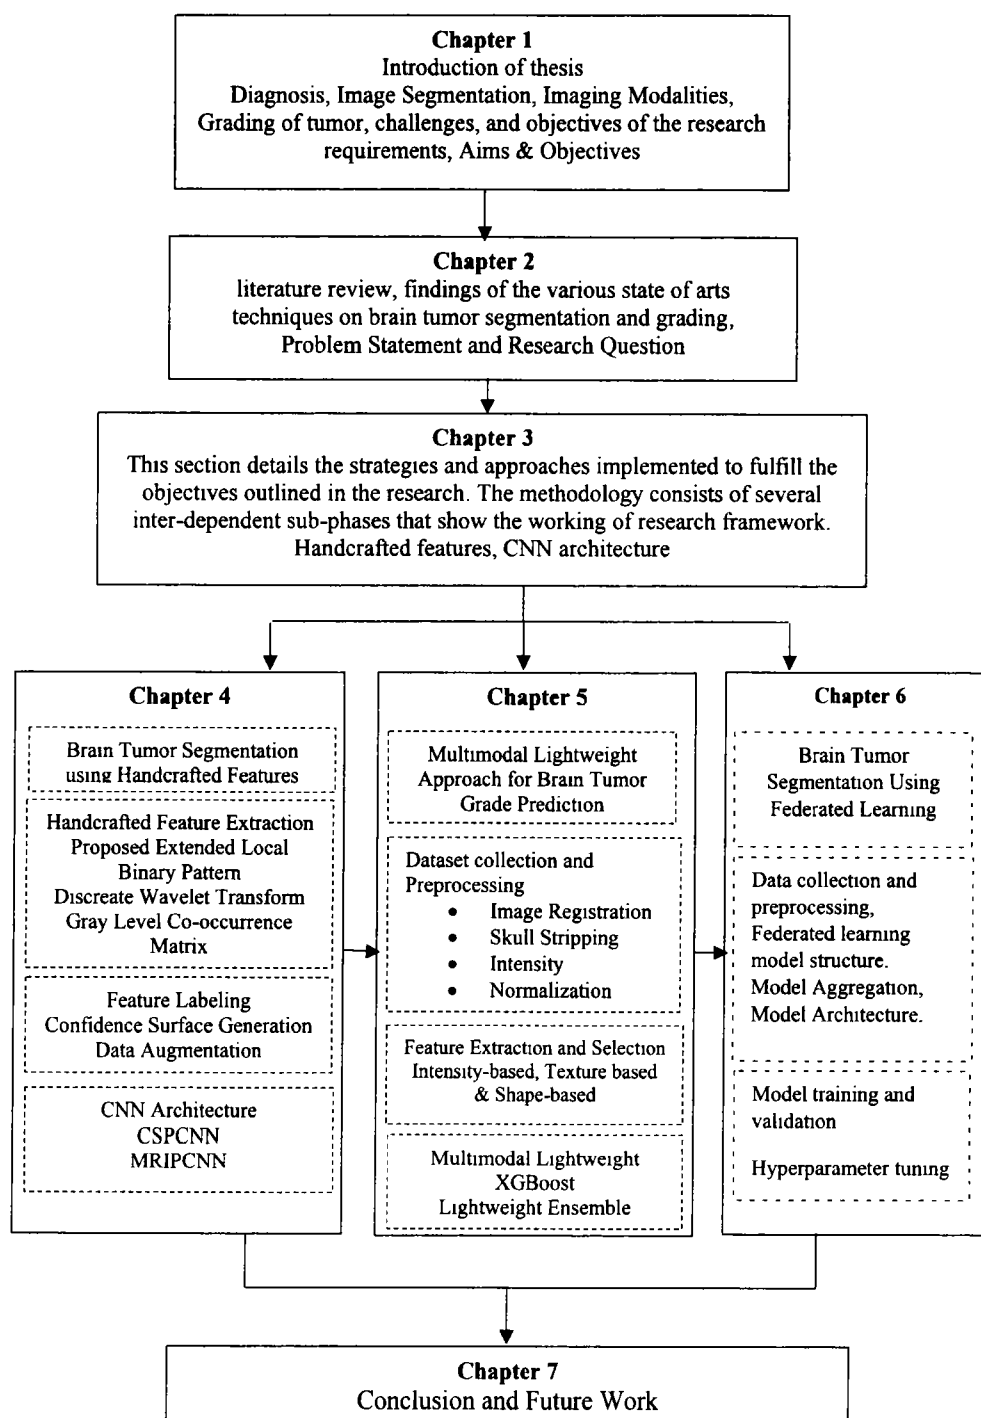 Chapter 1
Introduction of thesis
Diagnosis, Image Segmentation, Imaging Modalities,
Grading of tumor, challenges, and objectives of the research
requirements, Aims & Objectives
Chapter 2
literature review, findings of the various state of arts
techniques on brain tumor segmentation and grading,
Problem Statement and Research Question
Chapter 3
This section details the strategies and approaches implemented to fulfill the
objectives outlined in the research. The methodology consists of several
inter-dependent sub-phases that show the working of research framework.
Handcrafted features, CNN architecture
Chapter 4
Brain Tumor Segmentation
using Handcrafted Features
Handcrafted Feature Extraction
Proposed Extended Local
Binary Pattern
Discreate Wavelet Transform
Gray Level Co-occurrence
Matrix
Feature Labeling
Confidence Surface Generation
Data Augmentation
CNN Architecture
CSPCNN
MRIPCNN
Chapter 5
Multimodal Lightweight
Approach for Brain Tumor
Grade Prediction
Dataset collection and
Preprocessing
• Image Registration
• Skull Stripping
• Intensity
• Normalization
Feature Extraction and Selection
Intensity-based, Texture based
& Shape-based
Multimodal Lightweight
XGBoost
Lightweight Ensemble
Chapter 6
Brain Tumor
Segmentation Using
Federated Learning
Data collection and
preprocessing,
Federated learning
model structure.
Model Aggregation,
Model Architecture.
Model training and
validation
Hyperparameter tuning
Chapter 7
Conclusion and Future Work